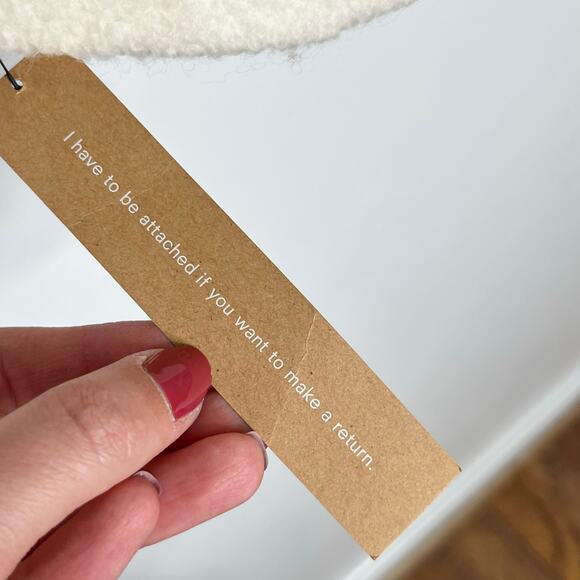 I have to be attached if you want to make a return.